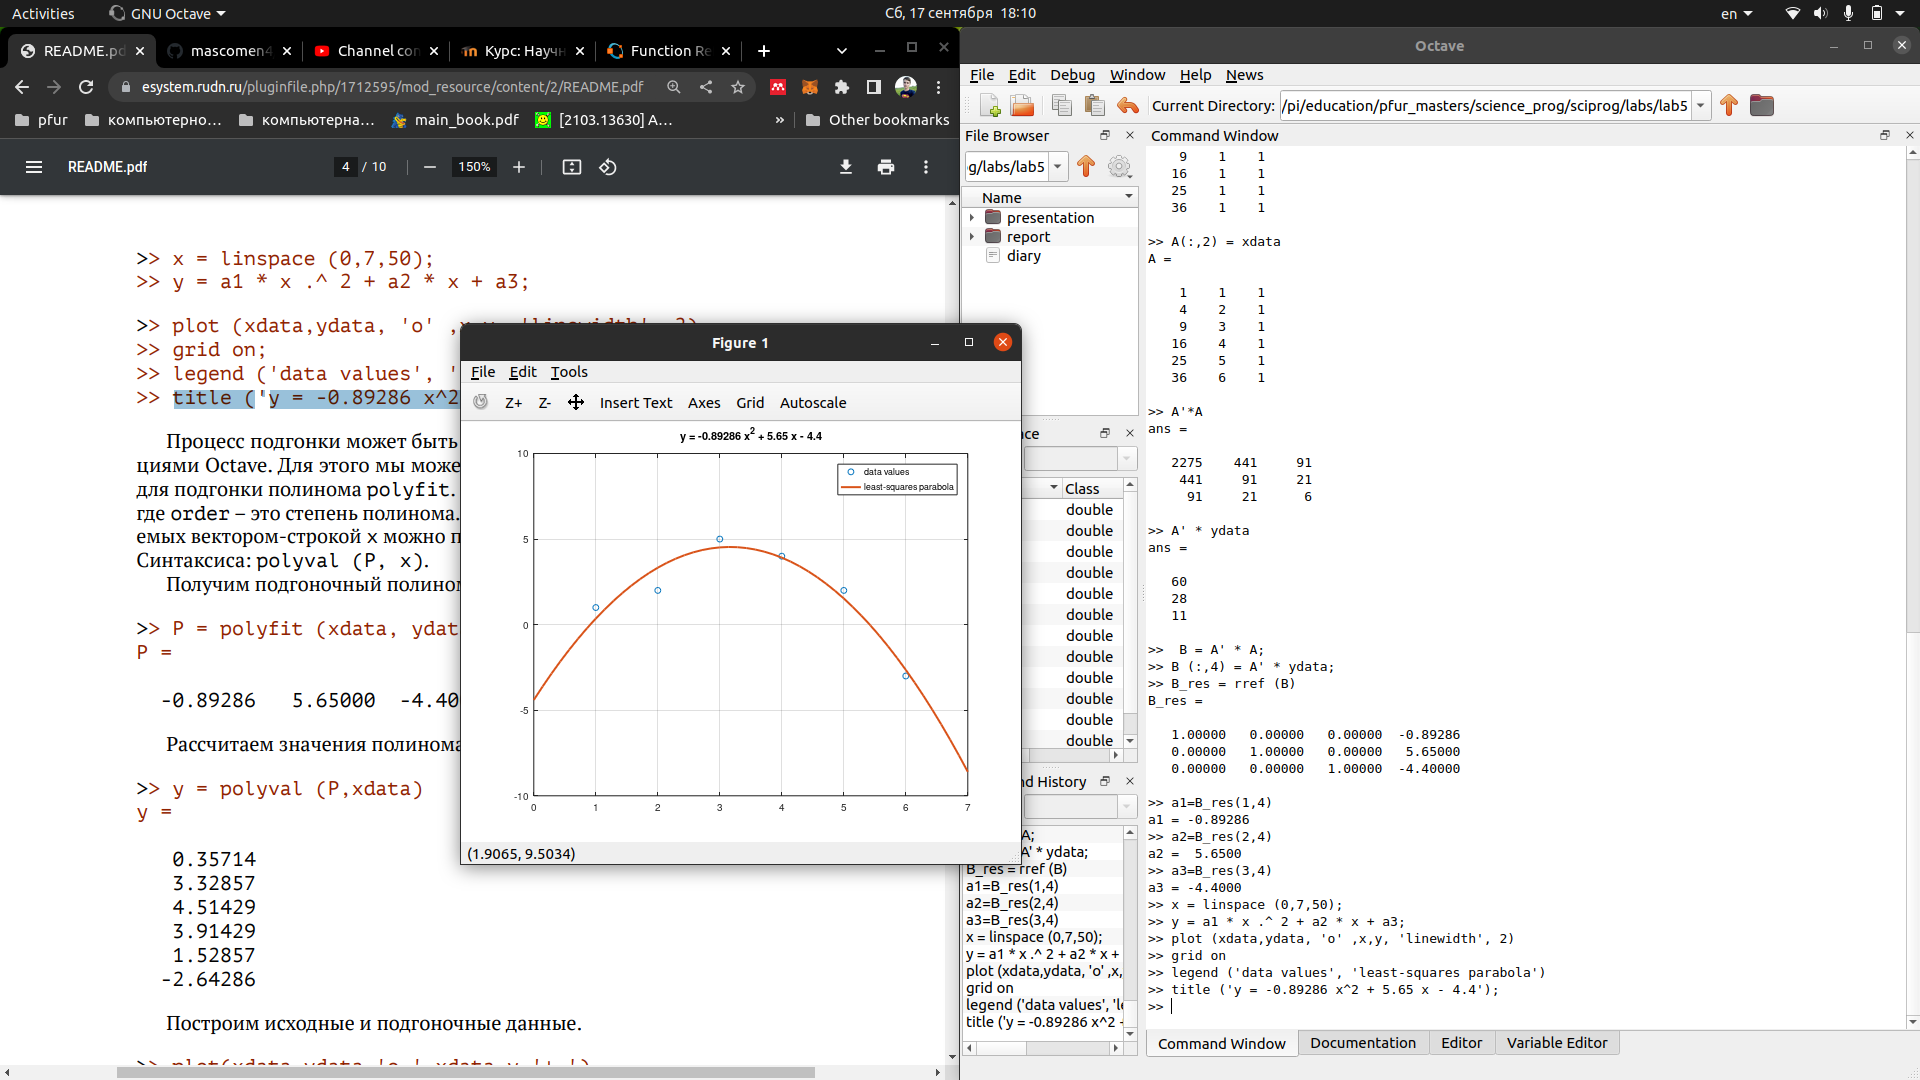 Activities
GNU Octave
Сб, 17 сентября 18:10
en
README.pd
mascomen4
Channel con
Курс: Научн
Function Re
esystem.rudn.ru/pluginfile.php/1712595/mod_resource/content/2/README.pdf
pfur
компьютерно...
компьютерна...
main_book.pdf
[2103.13630] A...
»
Other bookmarks
README.pdf
4 / 10
150%
>> x = linspace (0,7,50);
>> y = a1 * x .^ 2 + a2 * x + a3;
>> plot (xdata,ydata, 'o' ,x,y, 'linewidth', 2)
>> grid on;
>> legend ('data values', '
>> title ('y = -0.89286 x^2
Процесс подгонки может быть
циями Octave. Для этого мы може
для подгонки полинома polyfit.
где order – это степень полинома.
емых вектором-строкой x можно п
Синтаксиса: polyval (P, x).
Получим подгоночный полином
>> P = polyfit (xdata, ydat
P =
-0.89286 5.65000 -4.40
Рассчитаем значения полинома
>> y = polyval (P,xdata)
y =
0.35714
3.32857
4.51429
3.91429
1.52857
-2.64286
Построим исходные и подгоночные данные.
>> plot(xdata,ydata,'o-',xdata,y,'+-')
Figure 1
File Edit Tools
Z+ Z- Insert Text Axes Grid Autoscale
y = -0.89286 x2 + 5.65 x - 4.4
data values
least-squares parabola
10
5
0
-5
-10
0 1 2 3 4 5 6 7
(1.9065, 9.5034)
Octave
File Edit Debug Window Help News
Current Directory: /pi/education/pfur_masters/science_prog/sciprog/labs/lab5
File Browser
g/labs/lab5
Name
presentation
report
diary
ce
Class
double
double
double
double
double
double
double
double
double
double
double
double
d History
A;
A' * ydata;
B_res = rref (B)
a1=B_res(1,4)
a2=B_res(2,4)
a3=B_res(3,4)
x = linspace (0,7,50);
y = a1 * x .^ 2 + a2 * x +
plot (xdata,ydata, 'o' ,x,
grid on
legend ('data values', 'le
title ('y = -0.89286 x^2 +
Command Window
9 1 1
16 1 1
25 1 1
36 1 1
>> A(:,2) = xdata
A =
1 1 1
4 2 1
9 3 1
16 4 1
25 5 1
36 6 1
>> A'*A
ans =
2275 441 91
441 91 21
91 21 6
>> A' * ydata
ans =
60
28
11
>> B = A' * A;
>> B (:,4) = A' * ydata;
>> B_res = rref (B)
B_res =
1.00000 0.00000 0.00000 -0.89286
0.00000 1.00000 0.00000 5.65000
0.00000 0.00000 1.00000 -4.40000
>> a1=B_res(1,4)
a1 = -0.89286
>> a2=B_res(2,4)
a2 = 5.6500
>> a3=B_res(3,4)
a3 = -4.4000
>> x = linspace (0,7,50);
>> y = a1 * x .^ 2 + a2 * x + a3;
>> plot (xdata,ydata, 'o' ,x,y, 'linewidth', 2)
>> grid on
>> legend ('data values', 'least-squares parabola')
>> title ('y = -0.89286 x^2 + 5.65 x - 4.4');
>>
Command Window Documentation Editor Variable Editor